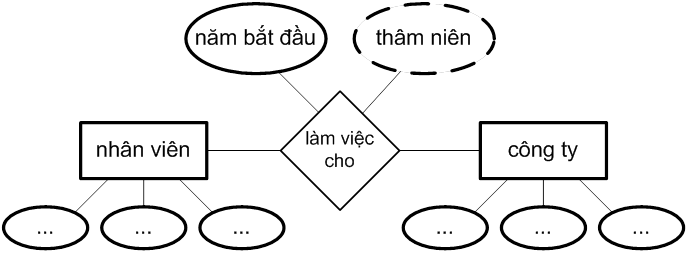 năm bắt đầu
thâm niên
nhân viên
làm việc
cho
công ty
...
...
...
...
...
...